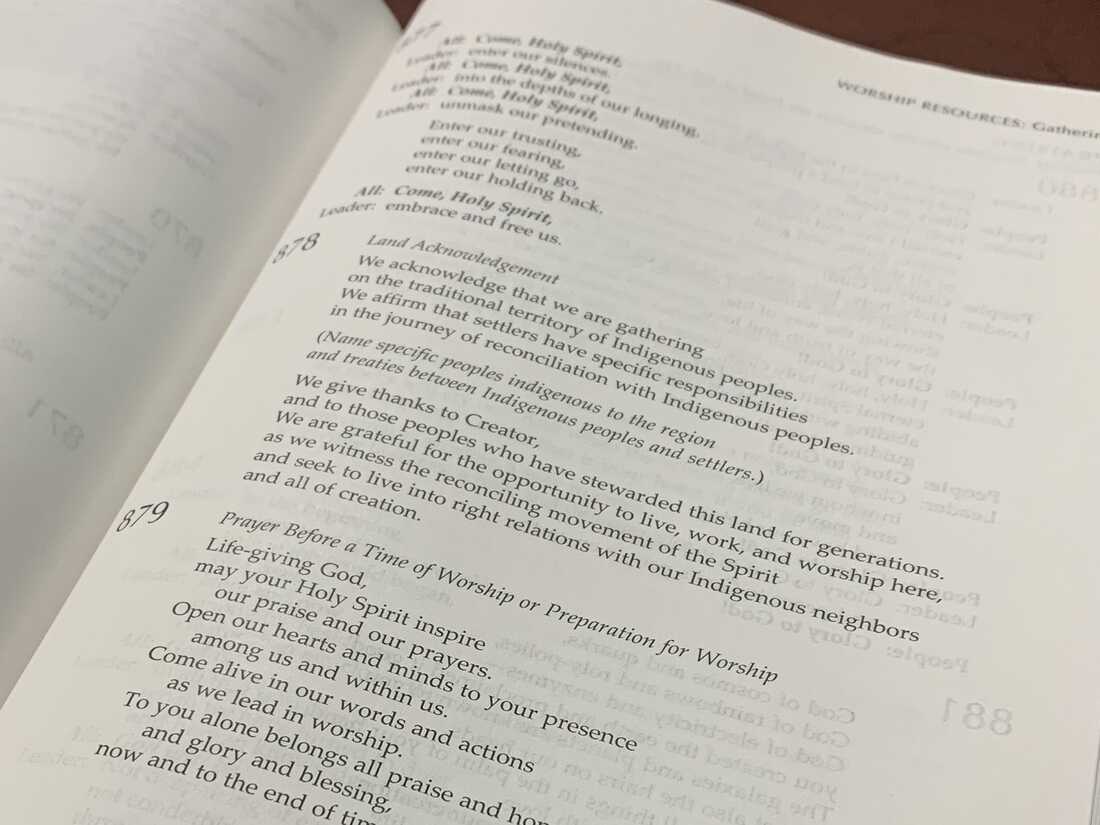 WORSHIP RESOURCES:
877
All: Come, Holy Spirit,
Leader: enter our silences.
All: Come, Holy Spirit,
Leader: into the depths of our longing.
All: Come, Holy Spirit,
Leader: unmask our pretending.
Enter our trusting,
enter our fearing,
enter our letting go,
enter our holding back.
All: Come, Holy Spirit,
Leader: embrace and free us.
878
Land Acknowledgement
We acknowledge that we are gathering
on the traditional territory of Indigenous peoples.
We affirm that settlers have specific responsibilities
in the journey of reconciliation with Indigenous peoples.
(Name specific peoples indigenous to the region
and treaties between Indigenous peoples and settlers.)
We give thanks to Creator,
and to those peoples who have stewarded this land for generations.
We are grateful for the opportunity to live, work, and worship here,
as we witness the reconciling movement of the Spirit
and seek to live into right relations with our Indigenous neighbors
and all of creation.
879
Prayer Before a Time of Worship or Preparation for Worship
Life-giving God,
may your Holy Spirit inspire
our praise and our prayers.
Open our hearts and minds to your presence
among us and within us.
Come alive in our words and actions
as we lead in worship.
To you alone belongs all praise and
and glory and blessing,
now and to the end of